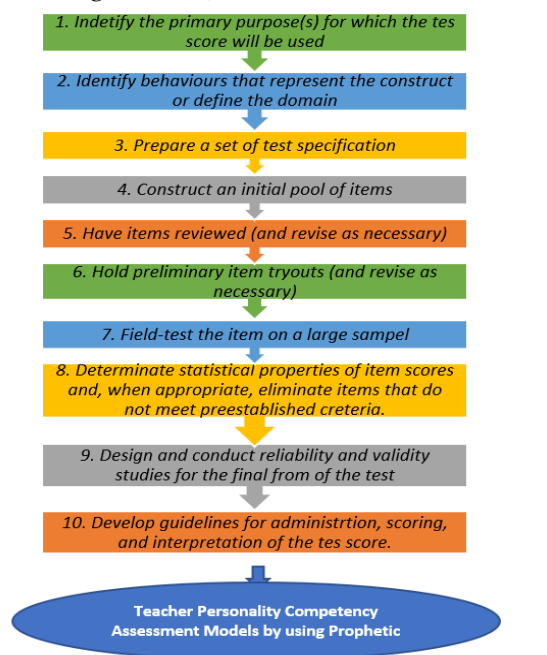 1. Indetify the primary purpose(s) for which the tes
score will be used
2. Identify behaviours that represent the construct
or define the domain
3. Prepare a set of test specification
4. Construct an initial pool of items
5. Have items reviewed (and revise as necessary)
6. Hold preliminary item tryouts (and revise as
necessary)
7. Field-test the item on a large sampel
8. Determinate statistical properties of item scores
and, when appropriate, eliminate items that do
not meet preestablished creteria.
9. Design and conduct reliability and validity
studies for the final from of the test
10. Develop guidelines for administrtion, scoring,
and interpretation of the tes score.
Teacher Personality Competency
Assessment Models by using Prophetic